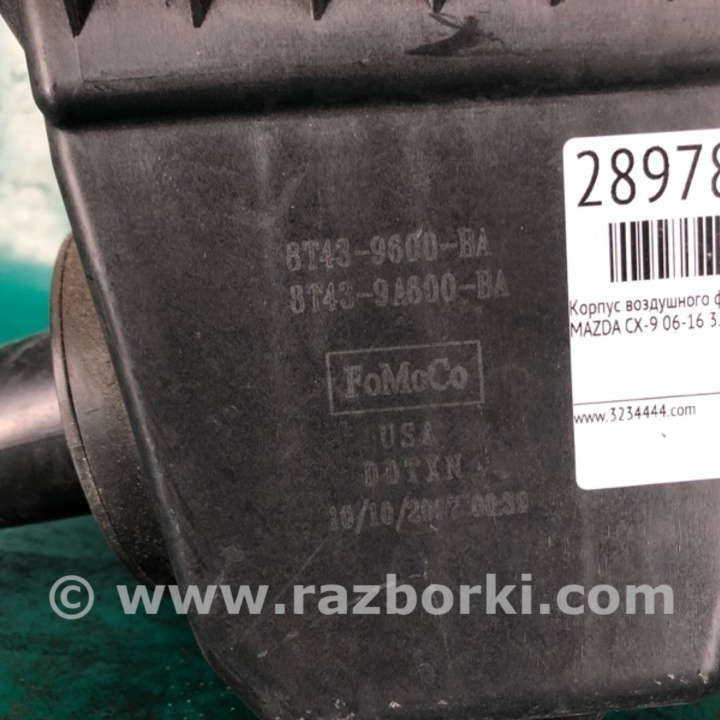 8T43-9600-BA
8T43-9A600-BA
FoMoCo
USA
D0TXN
28978
Корпус воздушного ф
MAZDA CX-9 06-16 3.
www.3234444.com
© www.razborki.com